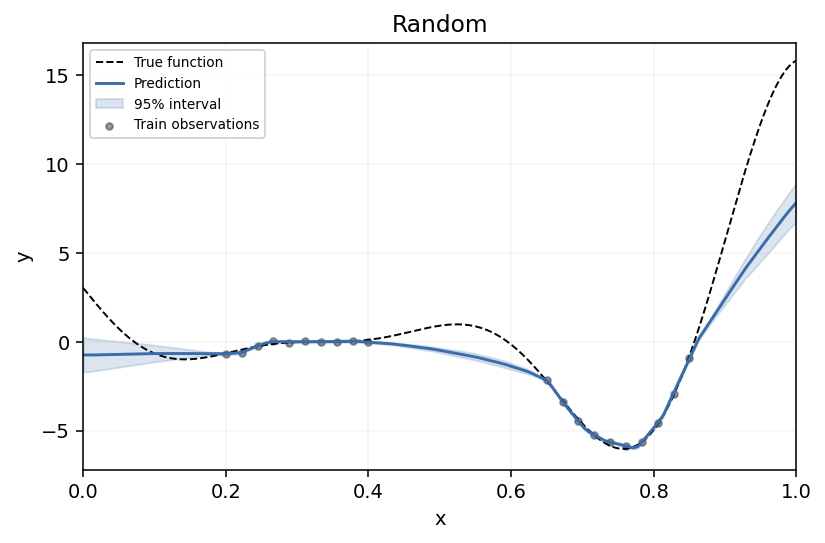 Random
True function
Prediction
95% interval
Train observations
15
10
5
0
−5
y
0.0 0.2 0.4 0.6 0.8 1.0
x